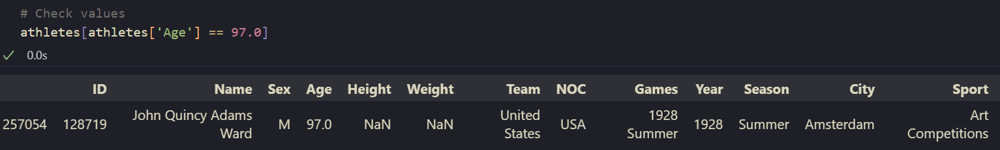 # Check values
athletes[athletes['Age'] == 97.0]
0.0s
ID Name Sex Age Height Weight Team NOC Games Year Season City Sport
257054 128719 John Quincy Adams Ward M 97.0 NaN NaN United States USA 1928 Summer 1928 Summer Amsterdam Art Competitions